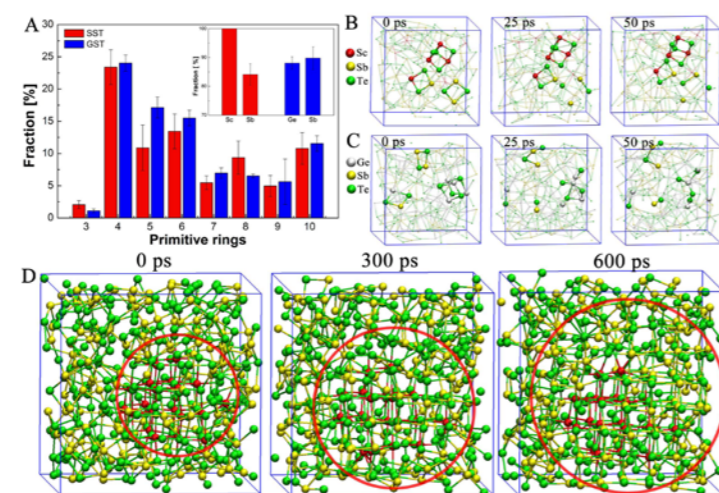 A
SST
GST
Fraction [%]
30
25
20
15
10
5
0
3 4 5 6 7 8 9 10
Primitive rings
Fraction [%]
Sc Sb Ge Sb
B
0 ps 25 ps 50 ps
Sc
Sb
Te
C
0 ps 25 ps 50 ps
Ge
Sb
Te
D
0 ps 300 ps 600 ps